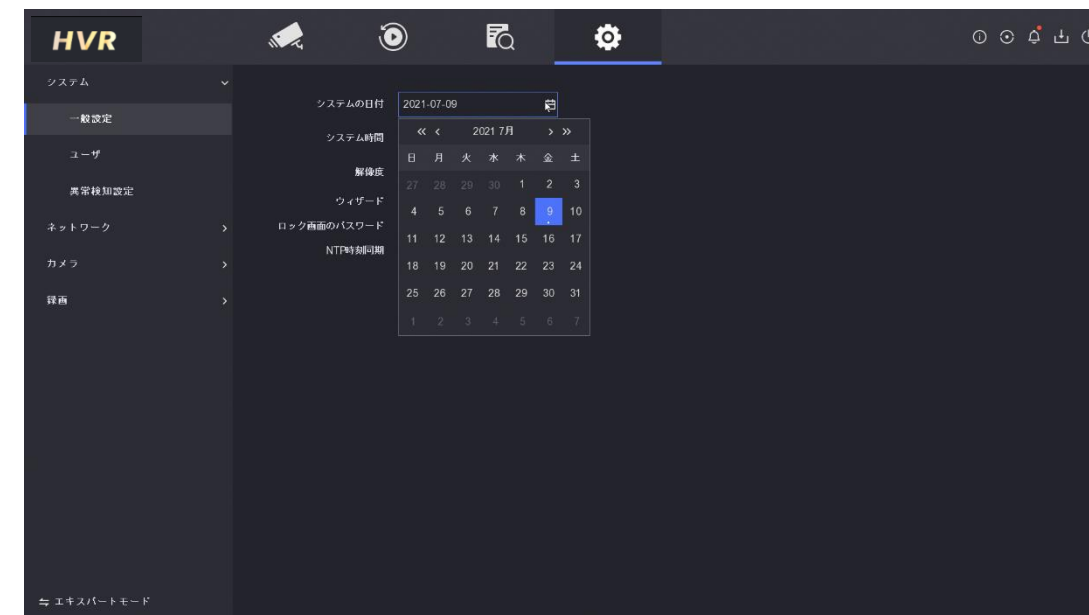 HVR
システム
一般設定
ユーザ
異常検知設定
ネットワーク
カメラ
録画
エキスパートモード
システムの日付 2021-07-09
システム時間
解像度
ウィザード
ロック画面のパスワード
NTP時刻同期
« ‹ 2021 7月 › »
日 月 火 水 木 金 土
27 28 29 30 1 2 3
4 5 6 7 8 9 10
11 12 13 14 15 16 17
18 19 20 21 22 23 24
25 26 27 28 29 30 31
1 2 3 4 5 6 7